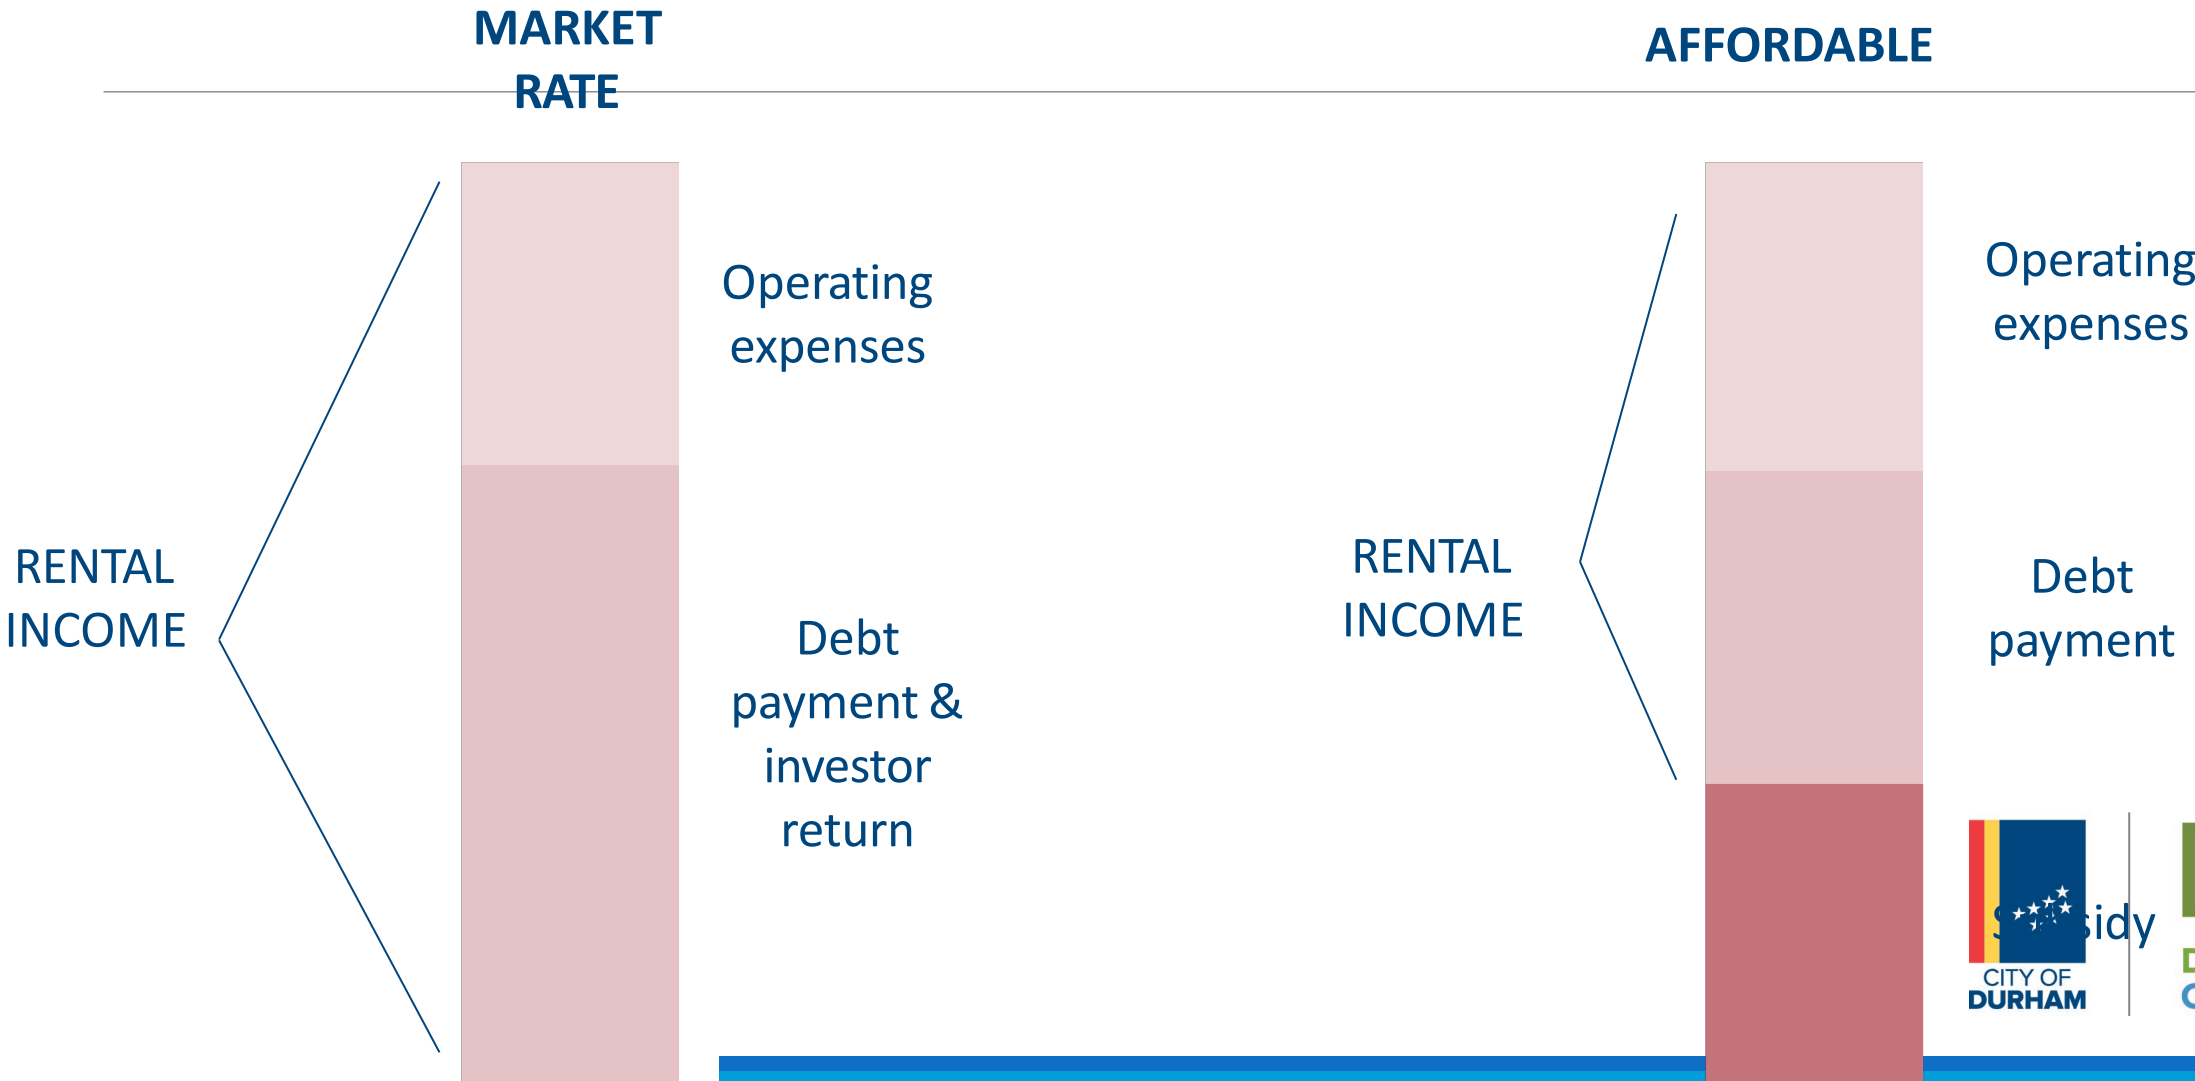 MARKET
RATE
AFFORDABLE
Operating
expenses
Debt
payment &
investor
return
RENTAL
INCOME
Operating
expenses
Debt
payment
RENTAL
INCOME
CITY OF
DURHAM